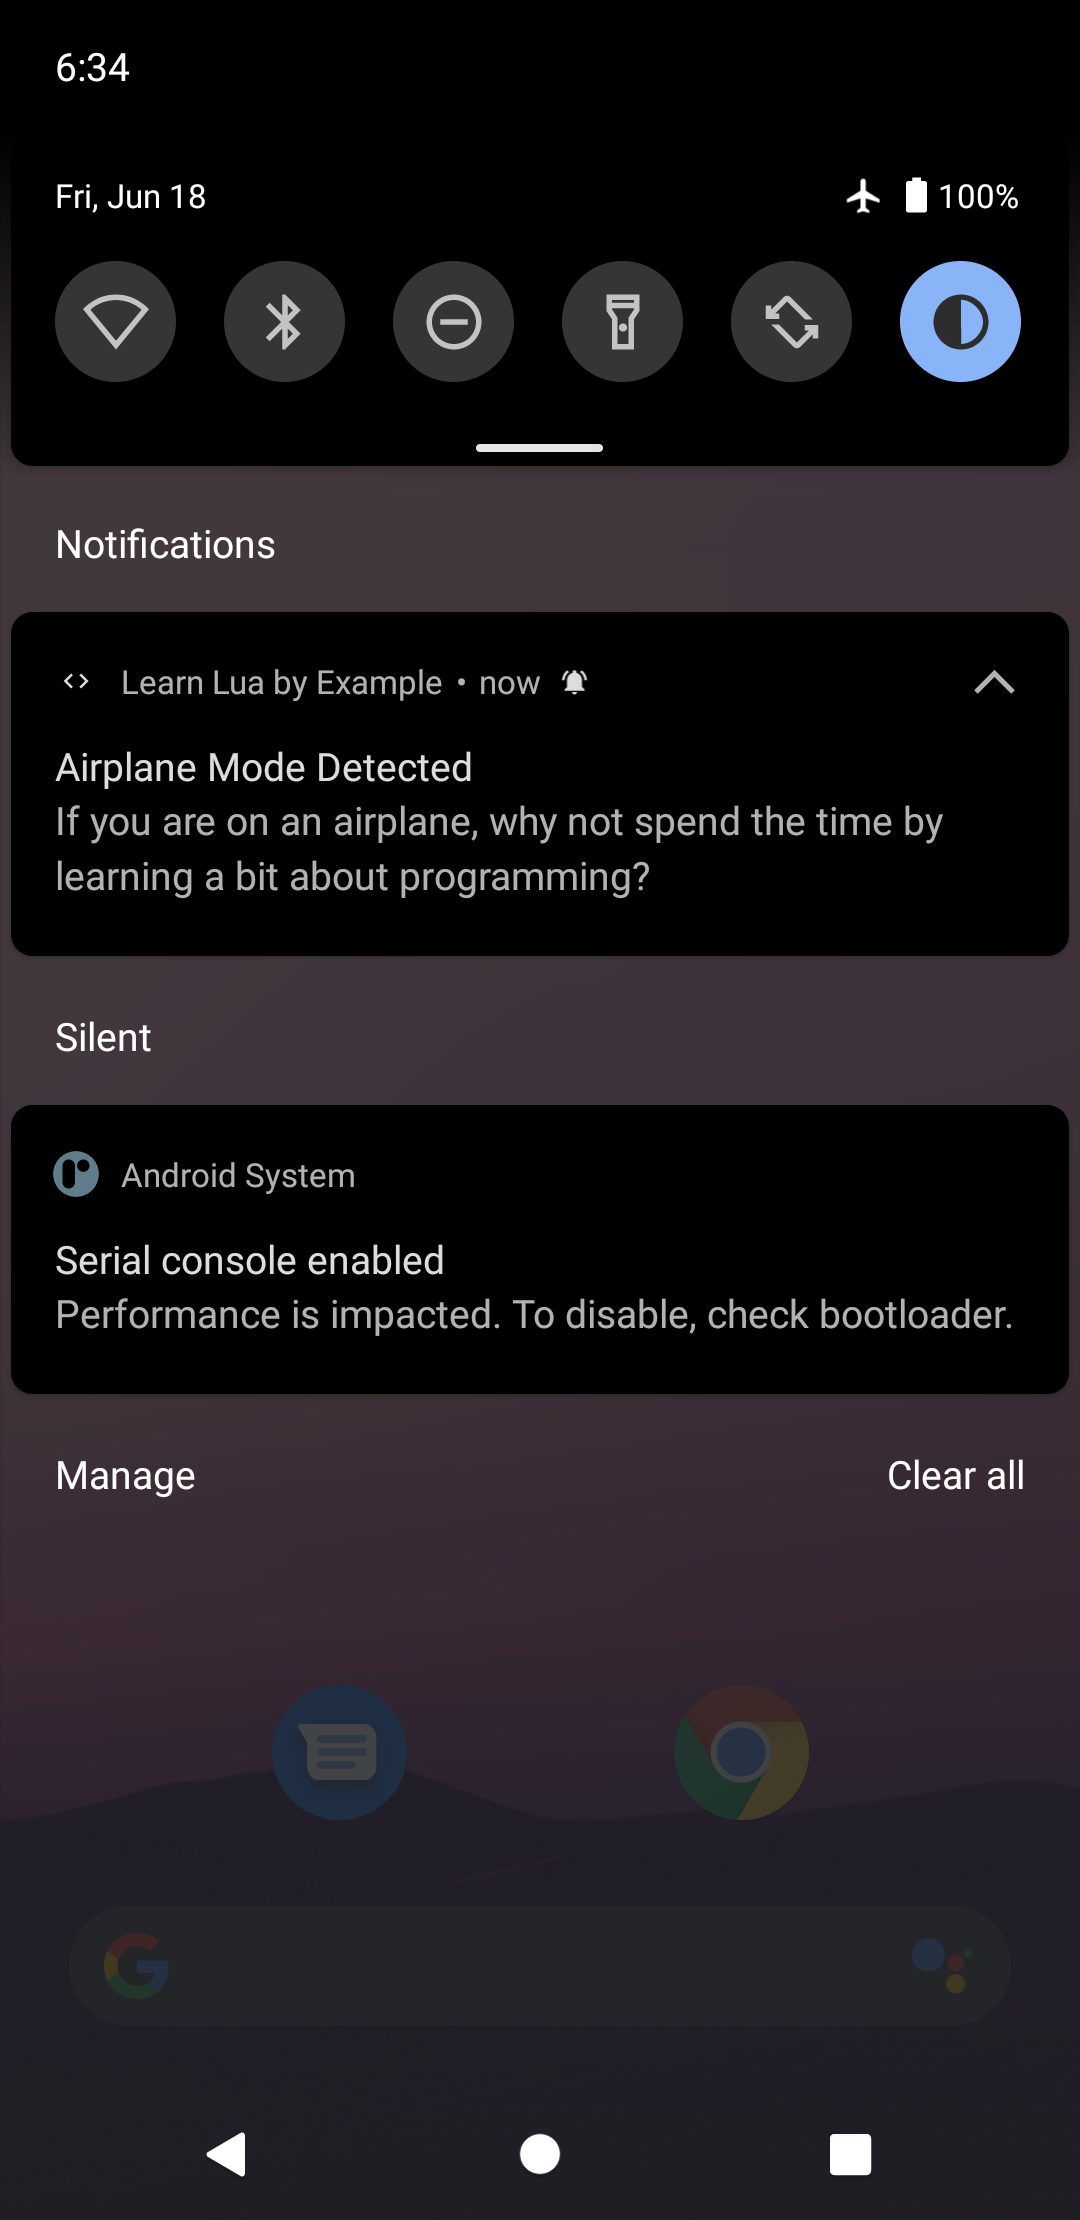 6:34
Fri, Jun 18
100%
Notifications
Learn Lua by Example • now
Airplane Mode Detected
If you are on an airplane, why not spend the time by
learning a bit about programming?
Silent
Android System
Serial console enabled
Performance is impacted. To disable, check bootloader.
Manage
Clear all